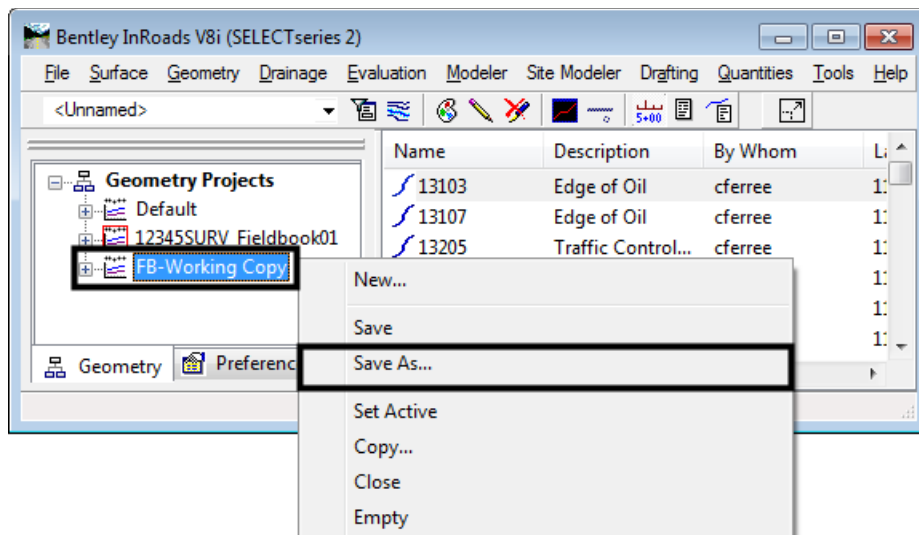 Bentley InRoads V8i (SELECTseries 2)
File Surface Geometry Drainage Evaluation Modeler Site Modeler Drafting Quantities Tools Help
<Unnamed>
5+00
Name Description By Whom
Geometry Projects
Default
12345SURV_Fieldbook01
FB-Working Copy
13103 Edge of Oil cferree
13107 Edge of Oil cferree
13205 Traffic Control... cferree
Geometry
New...
Save
Save As...
Set Active
Copy...
Close
Empty